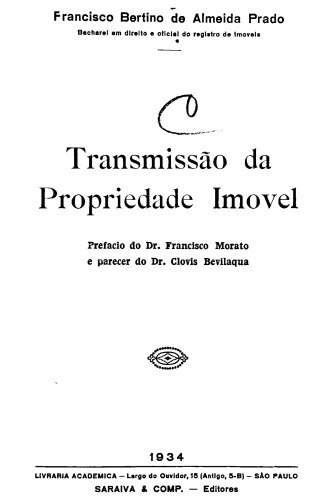 Francisco Bertino de Almeida Prado
Bacharel em direito e oficial do registro de imoveis
Transmissão da
Propriedade Imovel
Prefacio do Dr. Francisco Morato
e parecer do Dr. Clovis Bevilaqua
1934
LIVRARIA ACADEMICA — Largo do Ouvidor, 15 (Antigo, 5-B) — SÃO PAULO
SARAIVA & COMP. — Editores